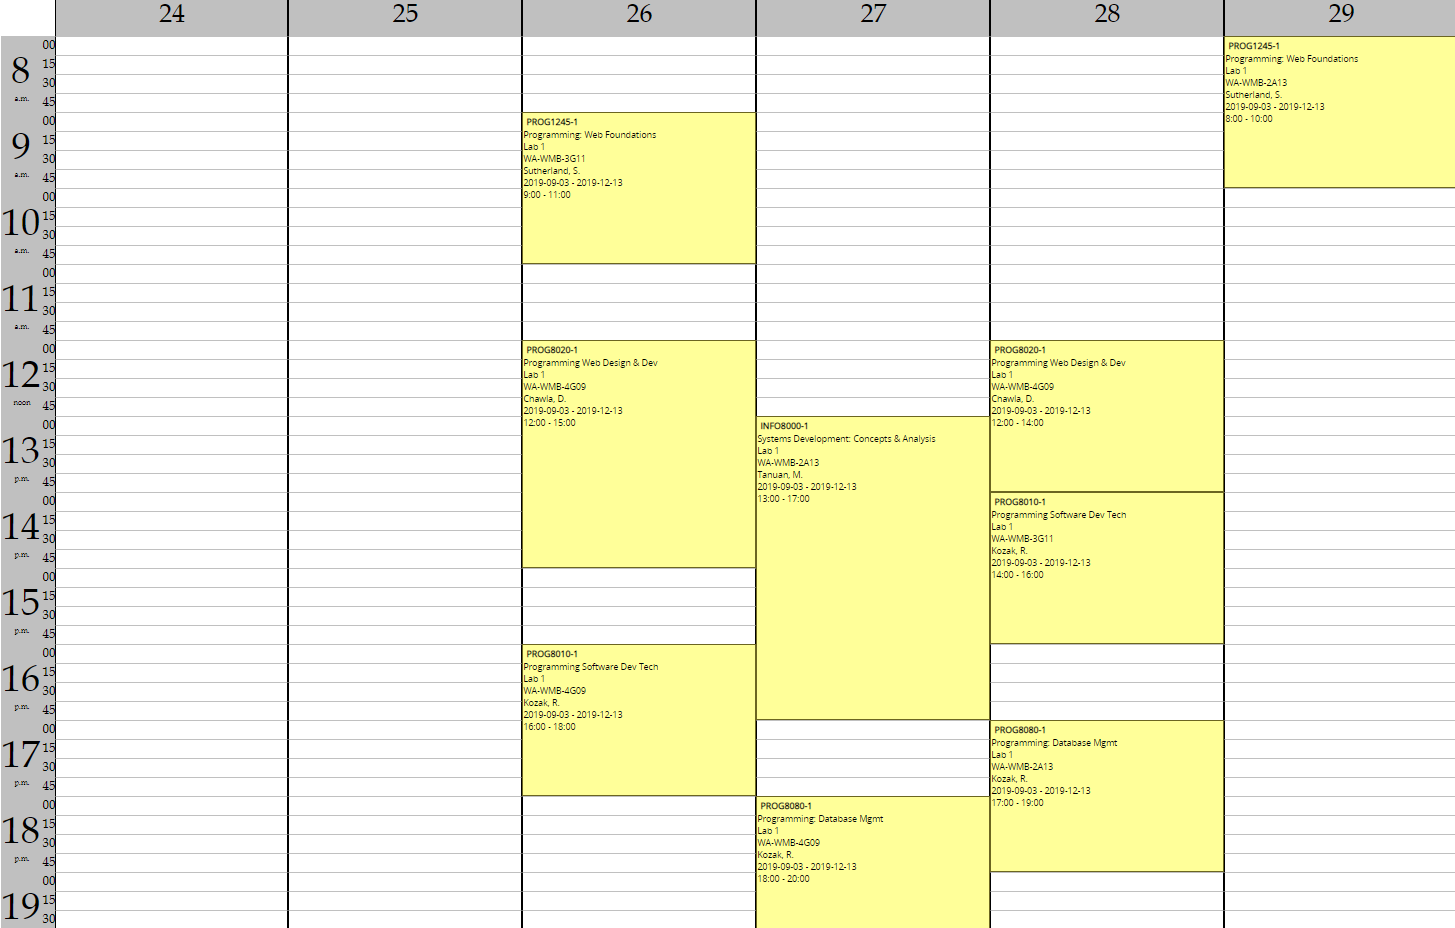 24 25 26 27 28 29
8
a.m.
00
15
30
45
9
a.m.
00
15
30
45
10
a.m.
00
15
30
45
11
a.m.
00
15
30
45
12
noon
00
15
30
45
13
p.m.
00
15
30
45
14
p.m.
00
15
30
45
15
p.m.
00
15
30
45
16
p.m.
00
15
30
45
17
p.m.
00
15
30
45
18
p.m.
00
15
30
45
19
00
15
30
PROG1245-1
Programming: Web Foundations
Lab 1
WA-WMB-3G11
Sutherland, S.
2019-09-03 - 2019-12-13
9:00 - 11:00
PROG8020-1
Programming Web Design & Dev
Lab 1
WA-WMB-4G09
Chawla, D.
2019-09-03 - 2019-12-13
12:00 - 15:00
PROG8010-1
Programming Software Dev Tech
Lab 1
WA-WMB-4G09
Kozak, R.
2019-09-03 - 2019-12-13
16:00 - 18:00
INFO8000-1
Systems Development: Concepts & Analysis
Lab 1
WA-WMB-2A13
Tanuan, M.
2019-09-03 - 2019-12-13
13:00 - 17:00
PROG8080-1
Programming: Database Mgmt
Lab 1
WA-WMB-4G09
Kozak, R.
2019-09-03 - 2019-12-13
18:00 - 20:00
PROG8020-1
Programming Web Design & Dev
Lab 1
WA-WMB-4G09
Chawla, D.
2019-09-03 - 2019-12-13
12:00 - 14:00
PROG8010-1
Programming Software Dev Tech
Lab 1
WA-WMB-3G11
Kozak, R.
2019-09-03 - 2019-12-13
14:00 - 16:00
PROG8080-1
Programming: Database Mgmt
Lab 1
WA-WMB-2A13
Kozak, R.
2019-09-03 - 2019-12-13
17:00 - 19:00
PROG1245-1
Programming: Web Foundations
Lab 1
WA-WMB-2A13
Sutherland, S.
2019-09-03 - 2019-12-13
8:00 - 10:00